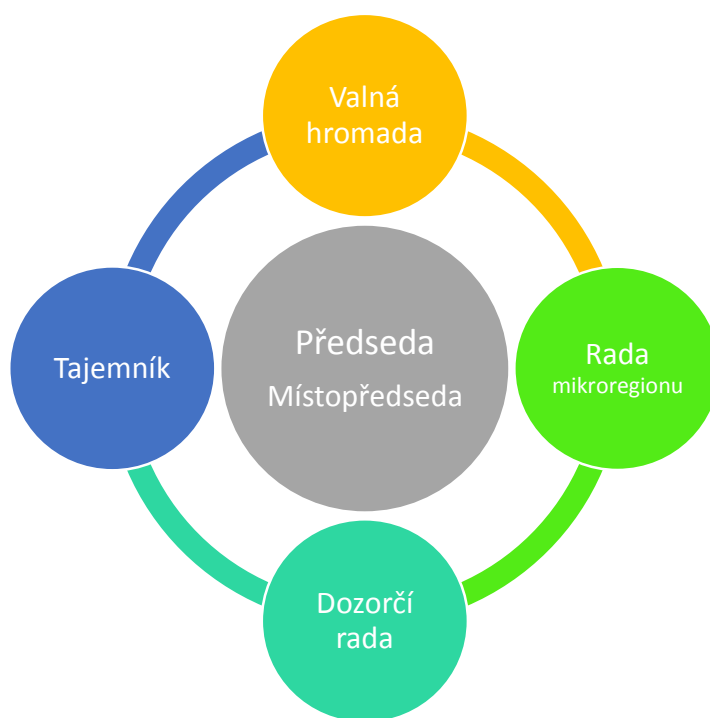 Valná
hromada
Předseda
Místopředseda
Tajemník
Rada
mikroregionu
Dozorčí
rada